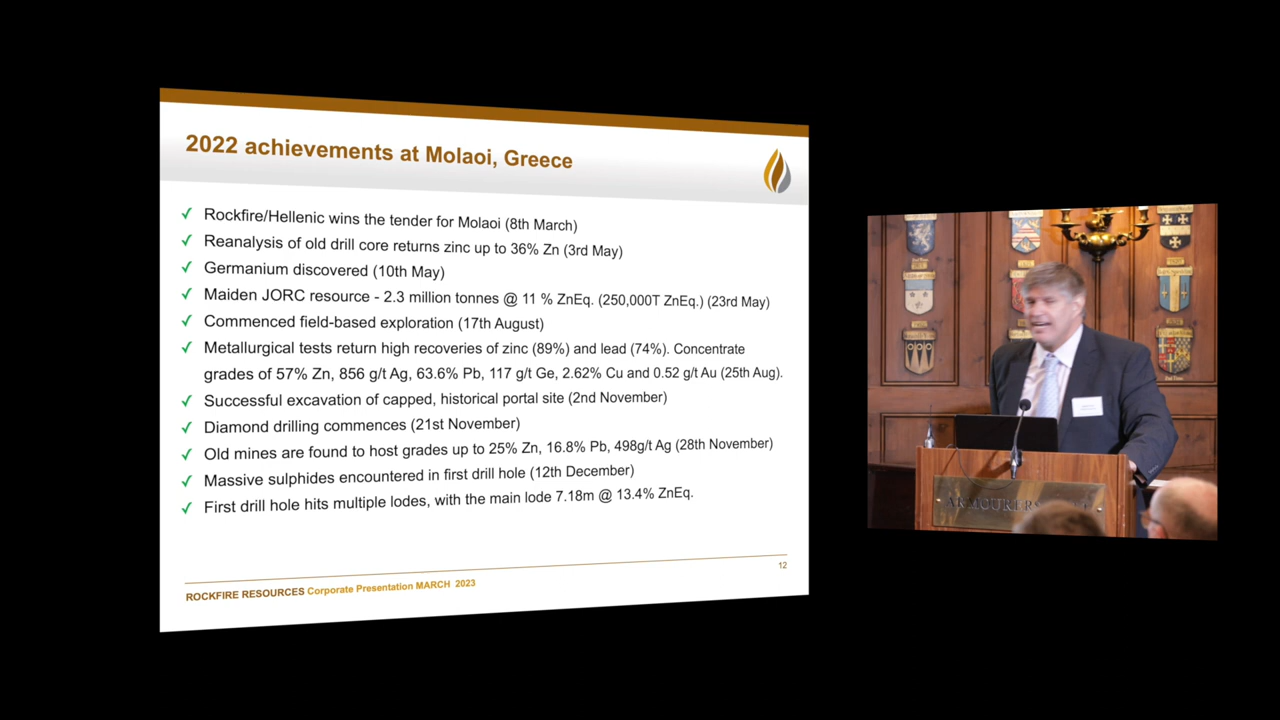 2022 achievements at Molaoi, Greece
✓ Rockfire/Hellenic wins the tender for Molaoi (8th March)
✓ Reanalysis of old drill core returns zinc up to 36% Zn (3rd May)
✓ Germanium discovered (10th May)
✓ Maiden JORC resource - 2.3 million tonnes @ 11 % ZnEq. (250,000T ZnEq.) (23rd May)
✓ Commenced field-based exploration (17th August)
✓ Metallurgical tests return high recoveries of zinc (89%) and lead (74%). Concentrate
grades of 57% Zn, 856 g/t Ag, 63.6% Pb, 117 g/t Ge, 2.62% Cu and 0.52 g/t Au (25th Aug).
✓ Successful excavation of capped, historical portal site (2nd November)
✓ Diamond drilling commences (21st November)
✓ Old mines are found to host grades up to 25% Zn, 16.8% Pb, 498g/t Ag (28th November)
✓ Massive sulphides encountered in first drill hole (12th December)
✓ First drill hole hits multiple lodes, with the main lode 7.18m @ 13.4% ZnEq.
12
ROCKFIRE RESOURCES Corporate Presentation MARCH 2023
ARMOURERS